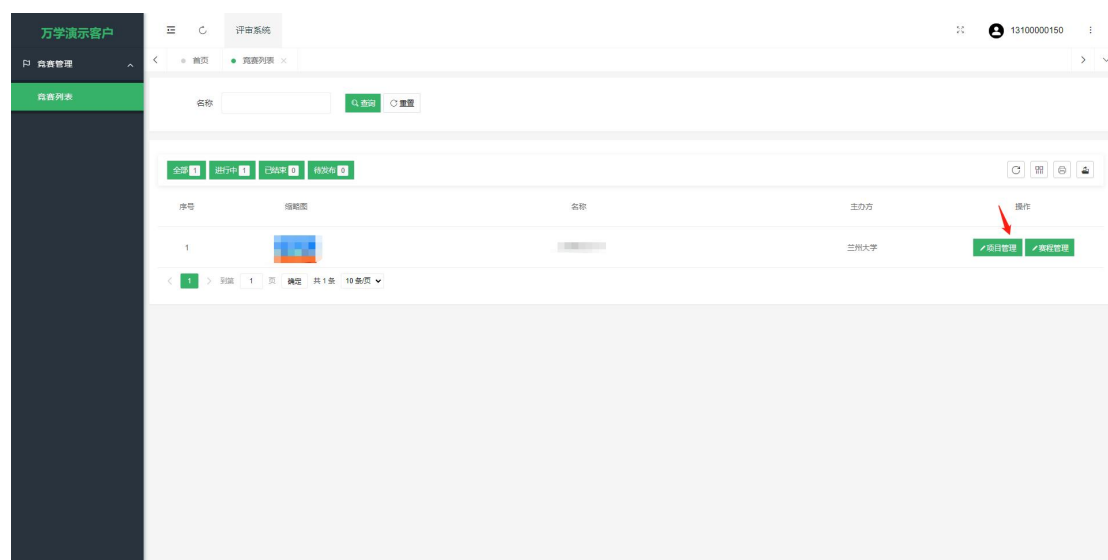 万学演示客户
评审系统
13100000150
竞赛管理
首页
竞赛列表
竞赛列表
名称
查询
重置
全部 1
进行中 1
已结束 0
待发布 0
序号
缩略图
名称
主办方
操作
1
兰州大学
项目管理
赛程管理
1
到第 1 页
确定
共 1 条
10 条/页